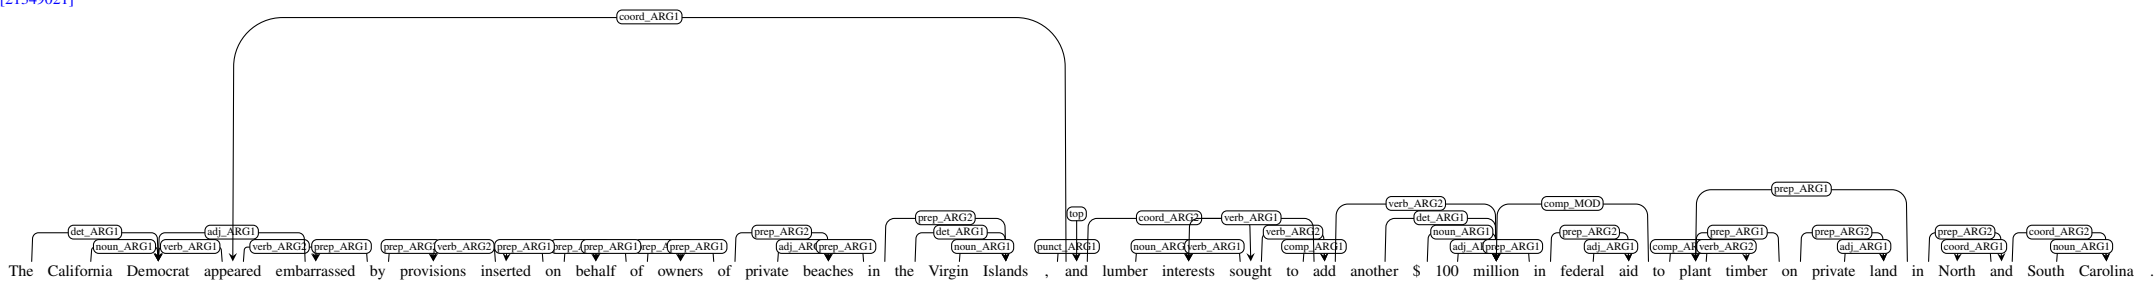 [21549021]
coord_ARG1
prep_ARG1
verb_ARG2 comp_MOD
top
prep_ARG2 coord_ARG2 verb_ARG1 det_ARG1
det_ARG1 adj_ARG1 prep_ARG2 det_ARG1 verb_ARG2 noun_ARG1 prep_ARG2 prep_ARG1 prep_ARG2 prep_ARG2 coord_ARG2
noun_ARG1 verb_ARG1 verb_ARG2 prep_ARG1 verb_ARG2 prep_ARG1 prep_ARG1 prep_ARG1 prep_ARG1 noun_ARG1 punct_ARG1 verb_ARG1 comp_ARG1 prep_ARG1 adj_ARG1 verb_ARG2 adj_ARG1 coord_ARG1 noun_ARG1
The California Democrat appeared embarrassed by provisions inserted on behalf of owners of private beaches in the Virgin Islands , and lumber interests sought to add another $ 100 million in federal aid to plant timber on private land in North and South Carolina .